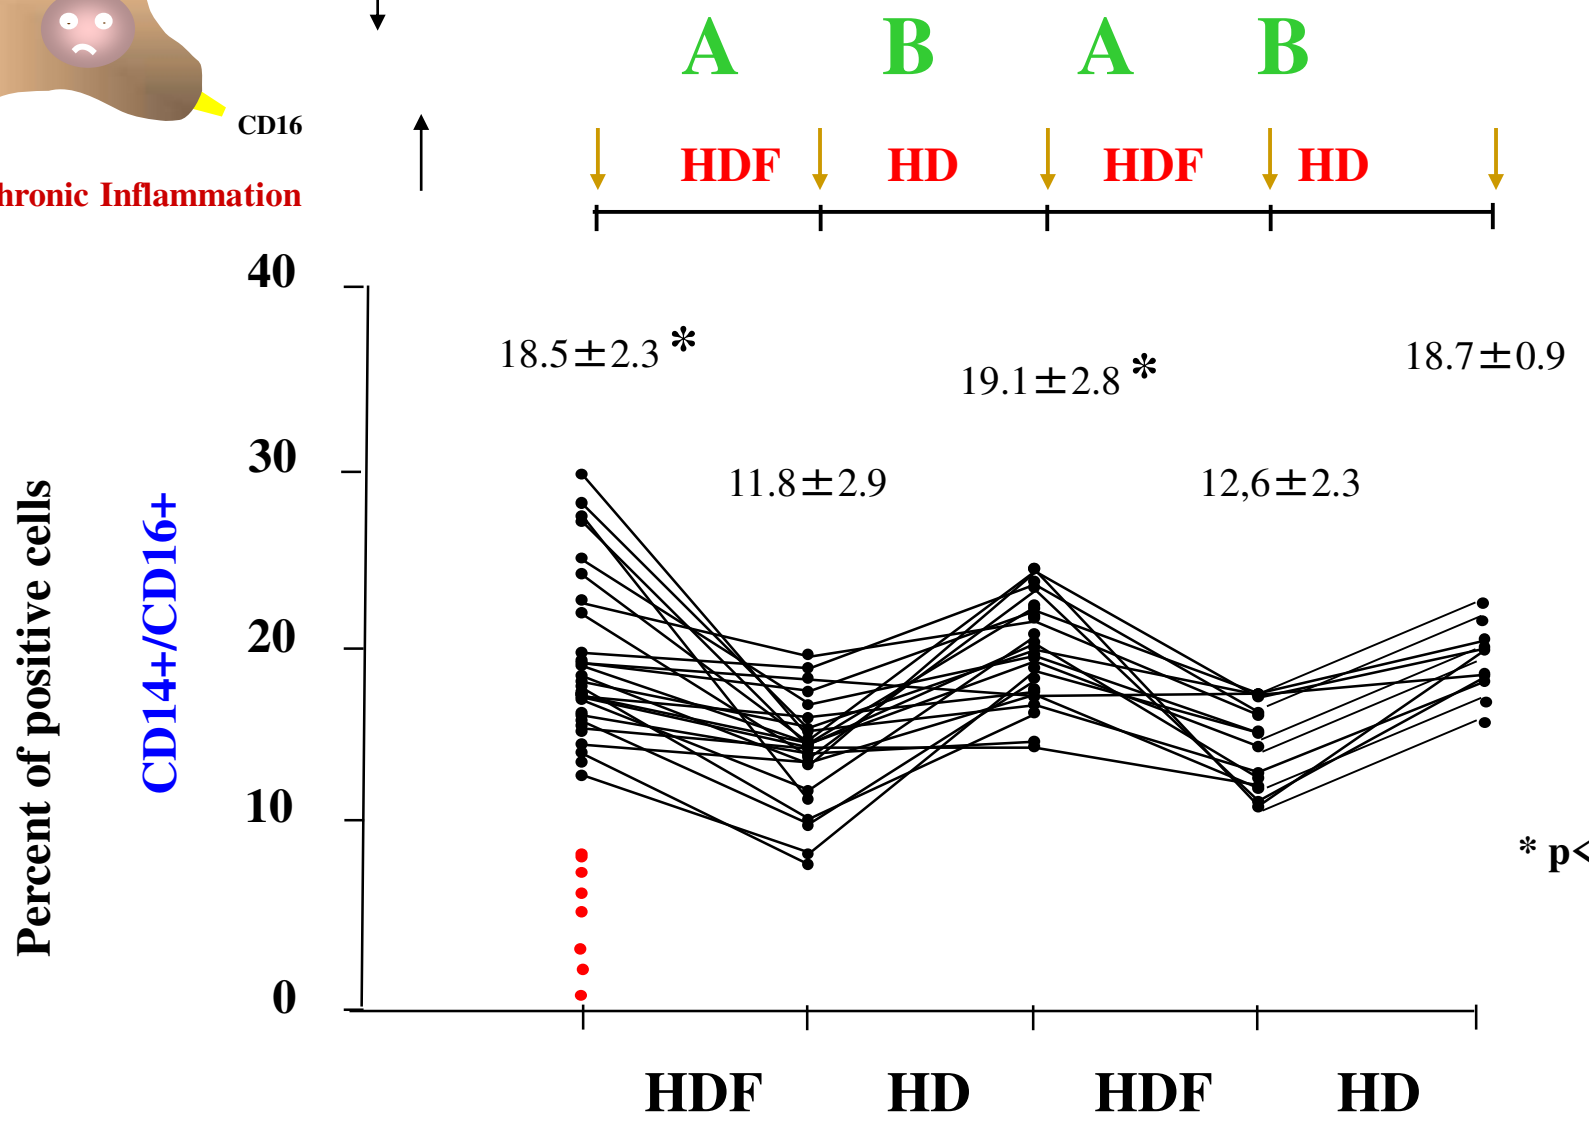 A B A B
CD16
HDF HD HDF HD
hronic Inflammation
40
18.5±2.3 *
19.1±2.8 *
18.7±0.9
30
11.8±2.9
12,6±2.3
20
10
0
Percent of positive cells
CD14+/CD16+
* p<
HDF HD HDF HD